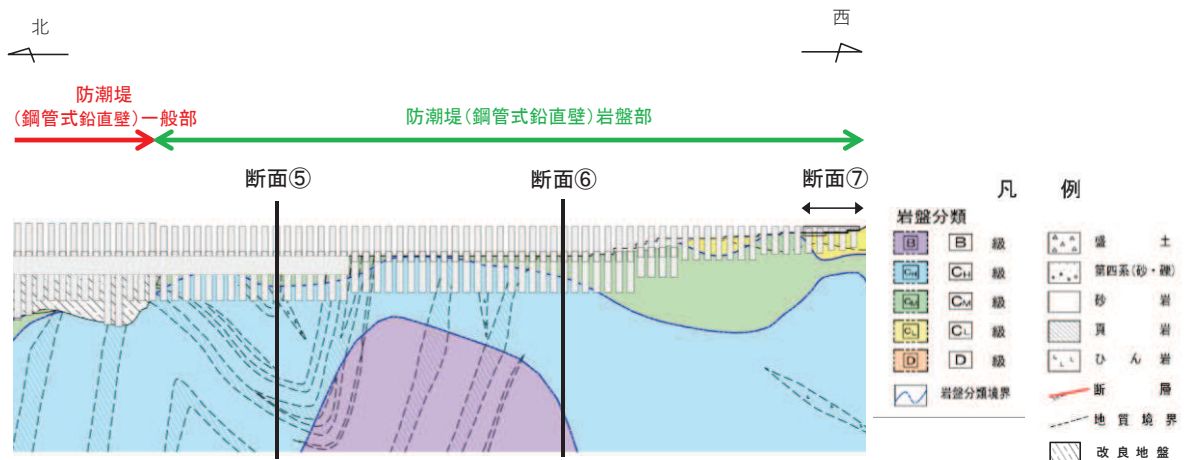 北
西
防潮堤
(鋼管式鉛直壁)一般部
防潮堤(鋼管式鉛直壁)岩盤部
断面⑤
断面⑥
断面⑦
凡 例
岩盤分類
B B 級
CH CH 級
CM CM 級
CL CL 級
D D 級
岩盤分類境界
盛 土
第四系(砂・礫)
砂 岩
頁 岩
ひ ん 岩
断 層
地 質 境 界
改 良 地 盤